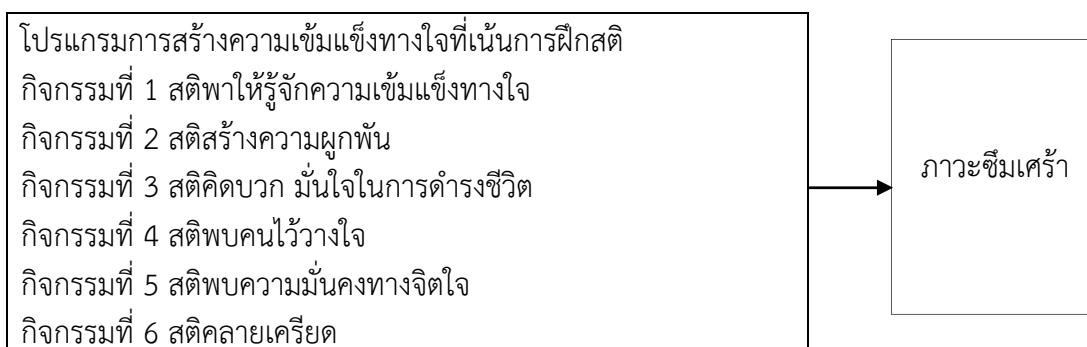 โปรแกรมการสร้างความเข้มแข็งทางใจที่เน้นการฝึกสติ
กิจกรรมที่ 1 สติพาให้รู้จักความเข้มแข็งทางใจ
กิจกรรมที่ 2 สติสร้างความผูกพัน
กิจกรรมที่ 3 สติคิดบวก มั่นใจในการดำรงชีวิต
กิจกรรมที่ 4 สติพบคนไว้วางใจ
กิจกรรมที่ 5 สติพบความมั่นคงทางจิตใจ
กิจกรรมที่ 6 สติคลายเครียด
ภาวะซึมเศร้า